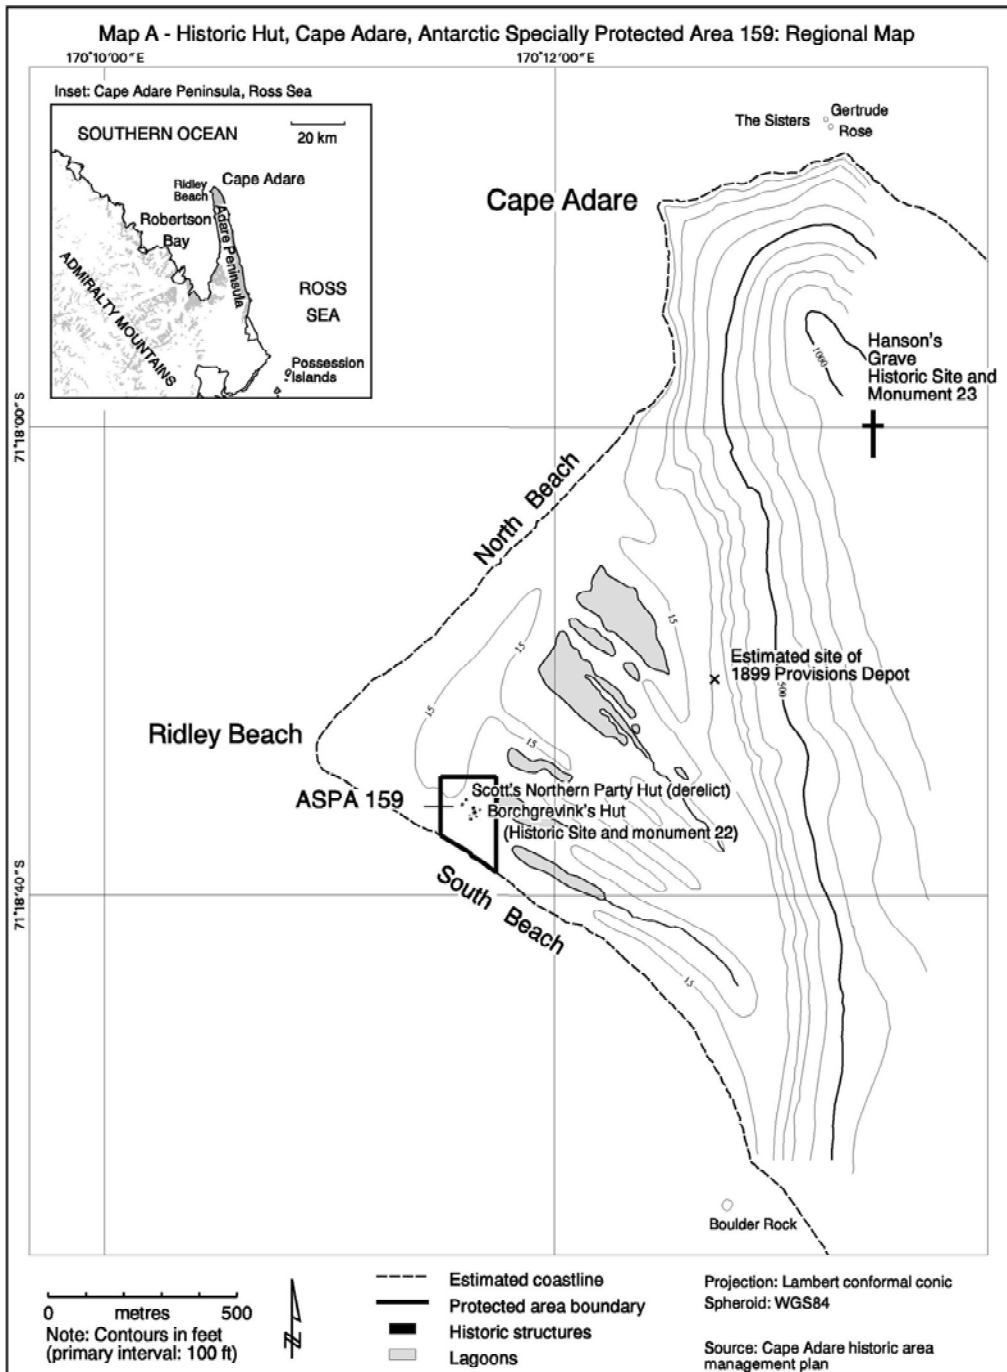 Map A - Historic Hut, Cape Adare, Antarctic Specially Protected Area 159: Regional Map
170°10'00" E
170°12'00" E
Inset: Cape Adare Peninsula, Ross Sea
SOUTHERN OCEAN
20 km
Ridley
Beach
Cape Adare
Robertson
Bay
Adare Peninsula
ADMIRALTY MOUNTAINS
ROSS
SEA
Possession
Islands
The Sisters
Gertrude
Rose
Cape Adare
1000
Hanson's
Grave
Historic Site and
Monument 23
71°18'00" S
North Beach
15
15
Estimated site of
1899 Provisions Depot
500
15
15
Ridley Beach
ASPA 159
Scott's Northern Party Hut (derelict)
Borchgrevink's Hut
(Historic Site and monument 22)
71°18'40" S
South Beach
15
Boulder Rock
0 metres 500
Note: Contours in feet
(primary interval: 100 ft)
N
Estimated coastline
Protected area boundary
Historic structures
Lagoons
Projection: Lambert conformal conic
Spheroid: WGS84
Source: Cape Adare historic area
management plan